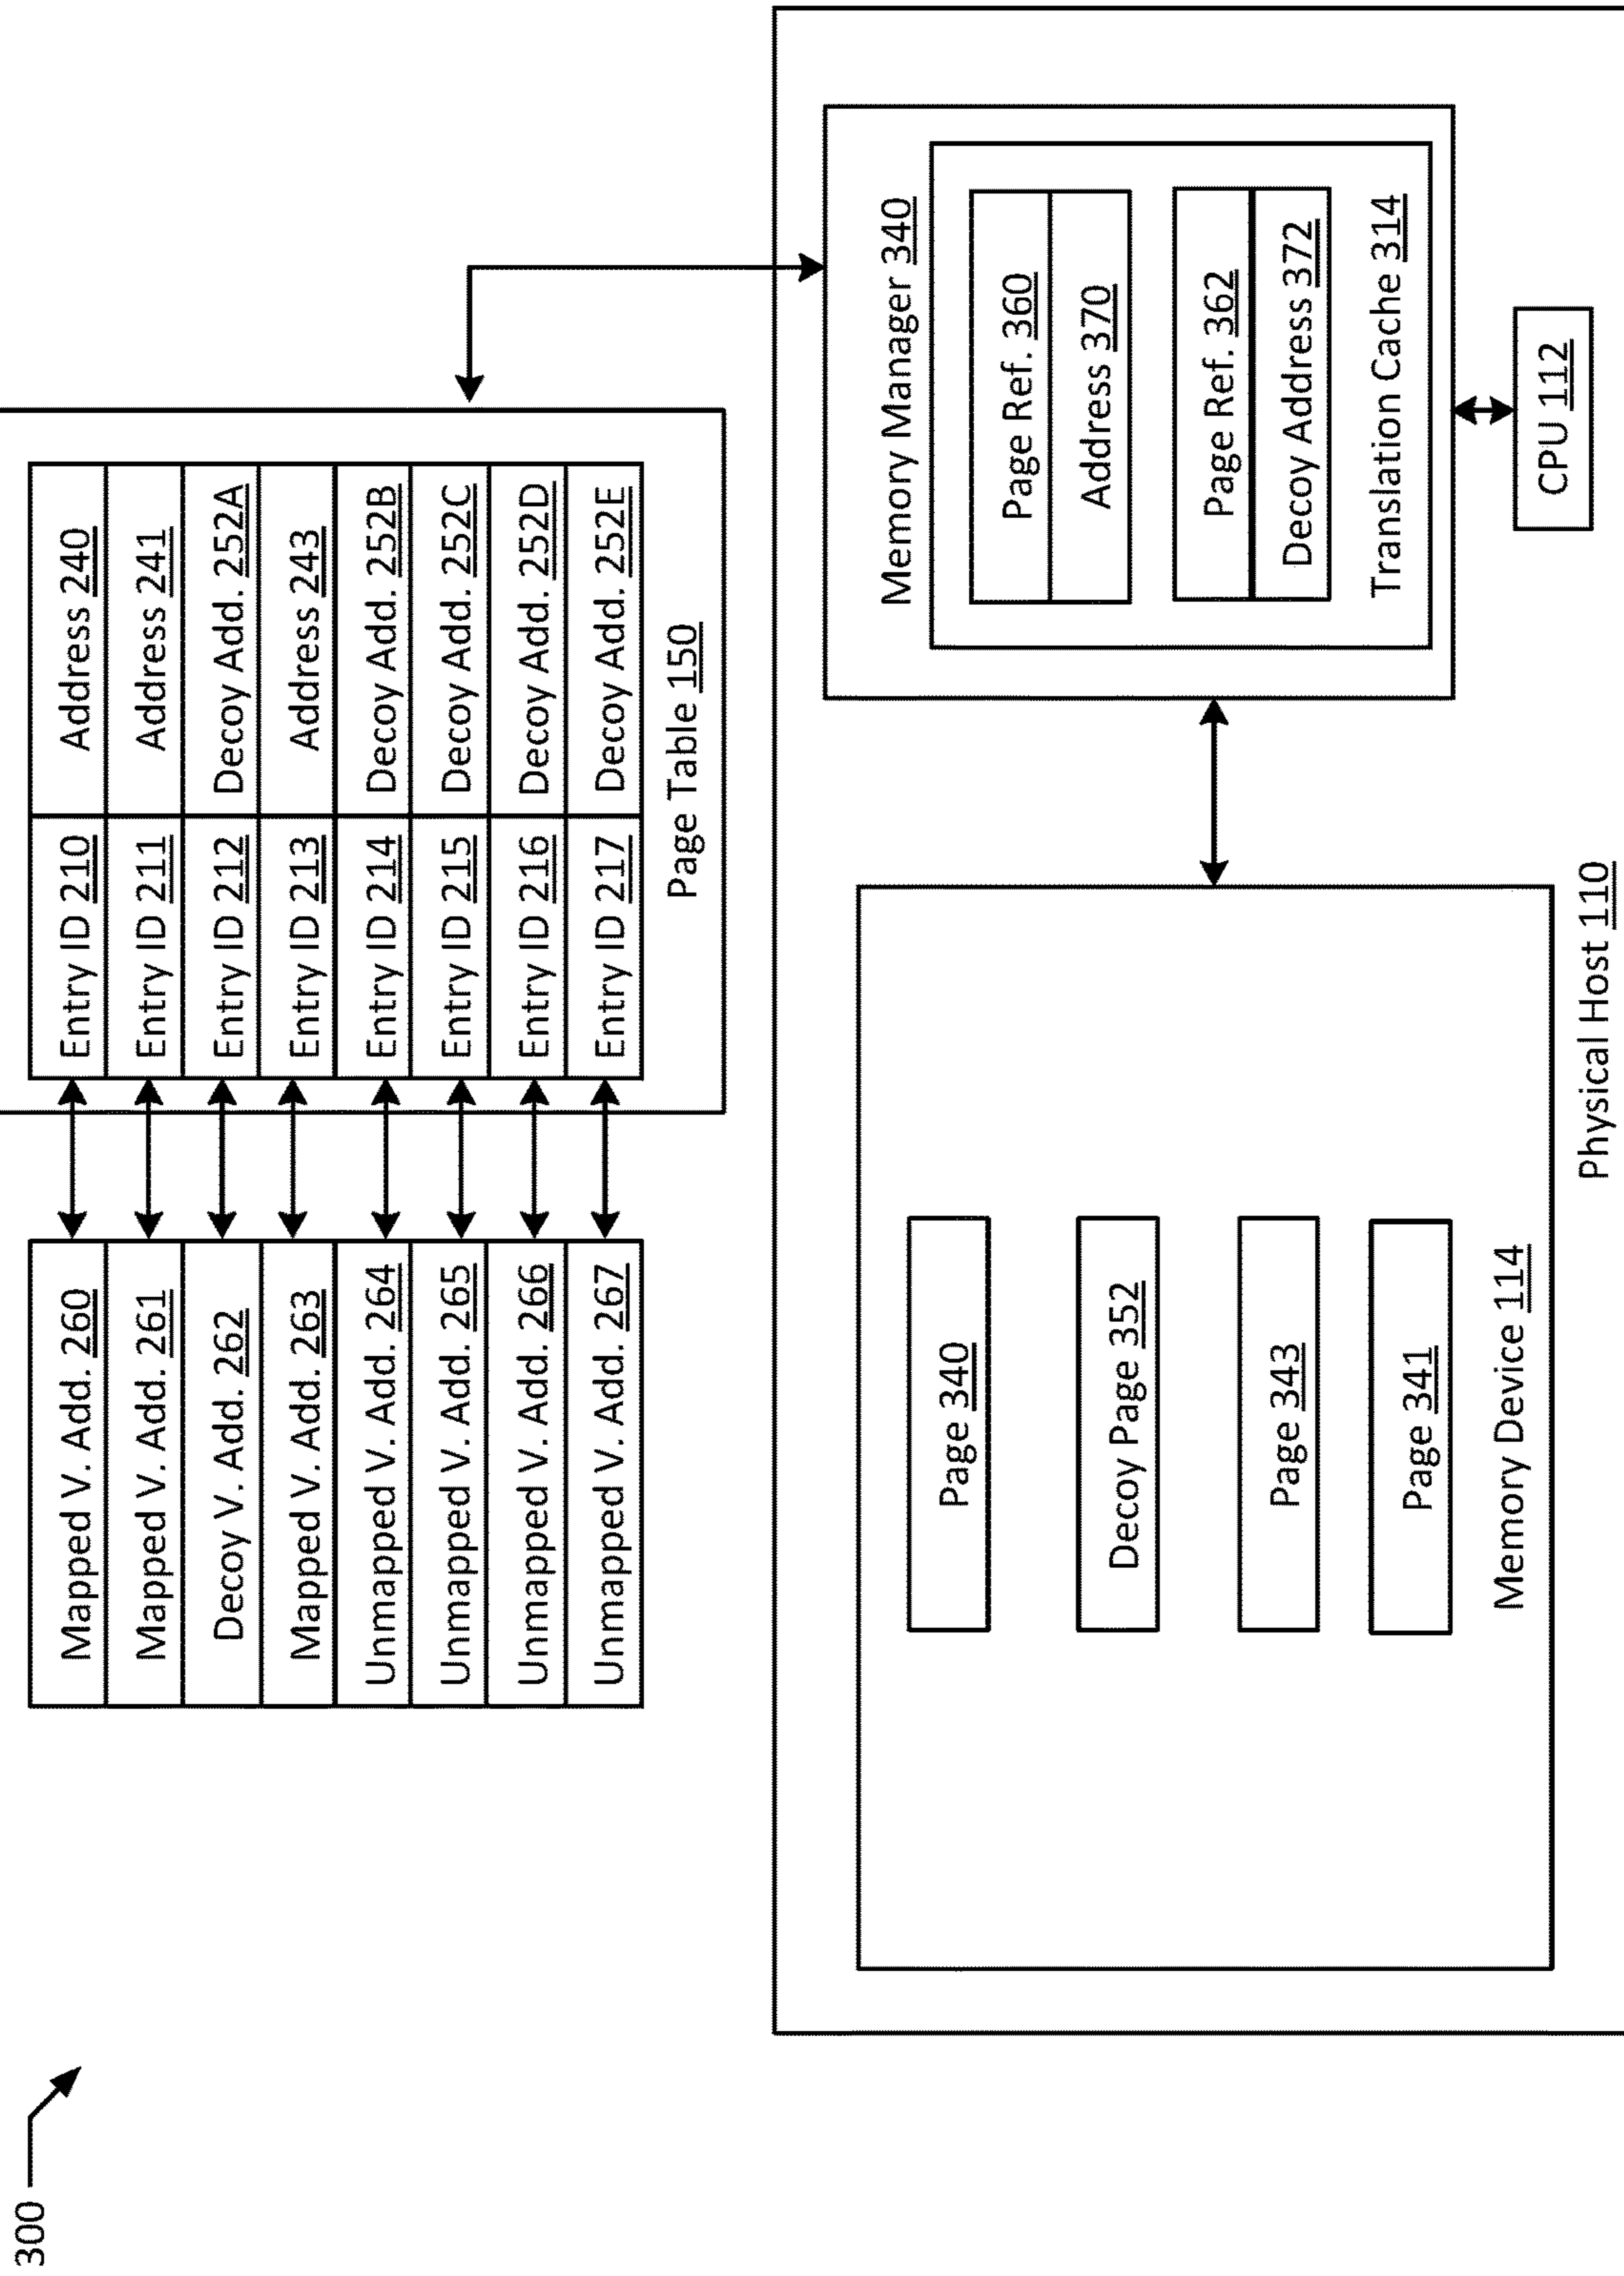 300
Mapped V. Add. 260
Mapped V. Add. 261
Decoy V. Add. 262
Mapped V. Add. 263
Unmapped V. Add. 264
Unmapped V. Add. 265
Unmapped V. Add. 266
Unmapped V. Add. 267
Entry ID 210 Address 240
Entry ID 211 Address 241
Entry ID 212 Decoy Add. 252A
Entry ID 213 Address 243
Entry ID 214 Decoy Add. 252B
Entry ID 215 Decoy Add. 252C
Entry ID 216 Decoy Add. 252D
Entry ID 217 Decoy Add. 252E
Page Table 150
Page 340
Decoy Page 352
Page 343
Page 341
Memory Device 114
Memory Manager 340
Page Ref. 360
Address 370
Page Ref. 362
Decoy Address 372
Translation Cache 314
CPU 112
Physical Host 110